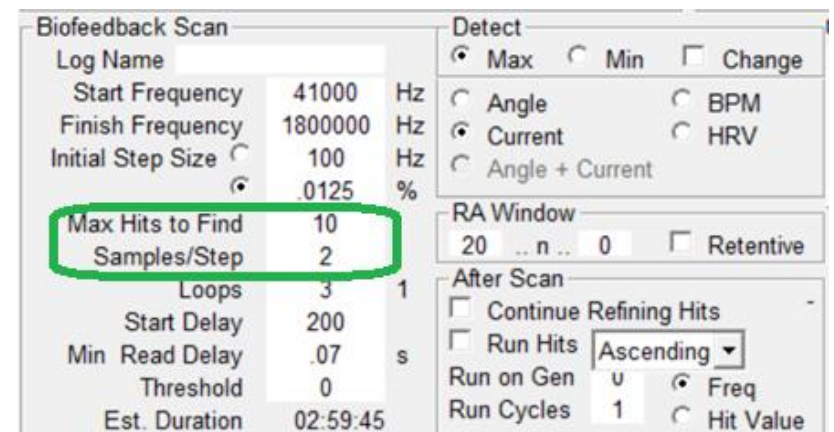 Biofeedback Scan
Log Name
Start Frequency 41000 Hz
Finish Frequency 1800000 Hz
Initial Step Size 100 Hz
.0125 %
Max Hits to Find 10
Samples/Step 2
Loops 3 1
Start Delay 200
Min Read Delay .07 s
Threshold 0
Est. Duration 02:59:45
Detect
Max Min Change
Angle BPM
Current HRV
Angle + Current
RA Window
20 .. n .. 0 Retentive
After Scan
Continue Refining Hits -
Run Hits Ascending
Run on Gen 0 Freq
Run Cycles 1 Hit Value